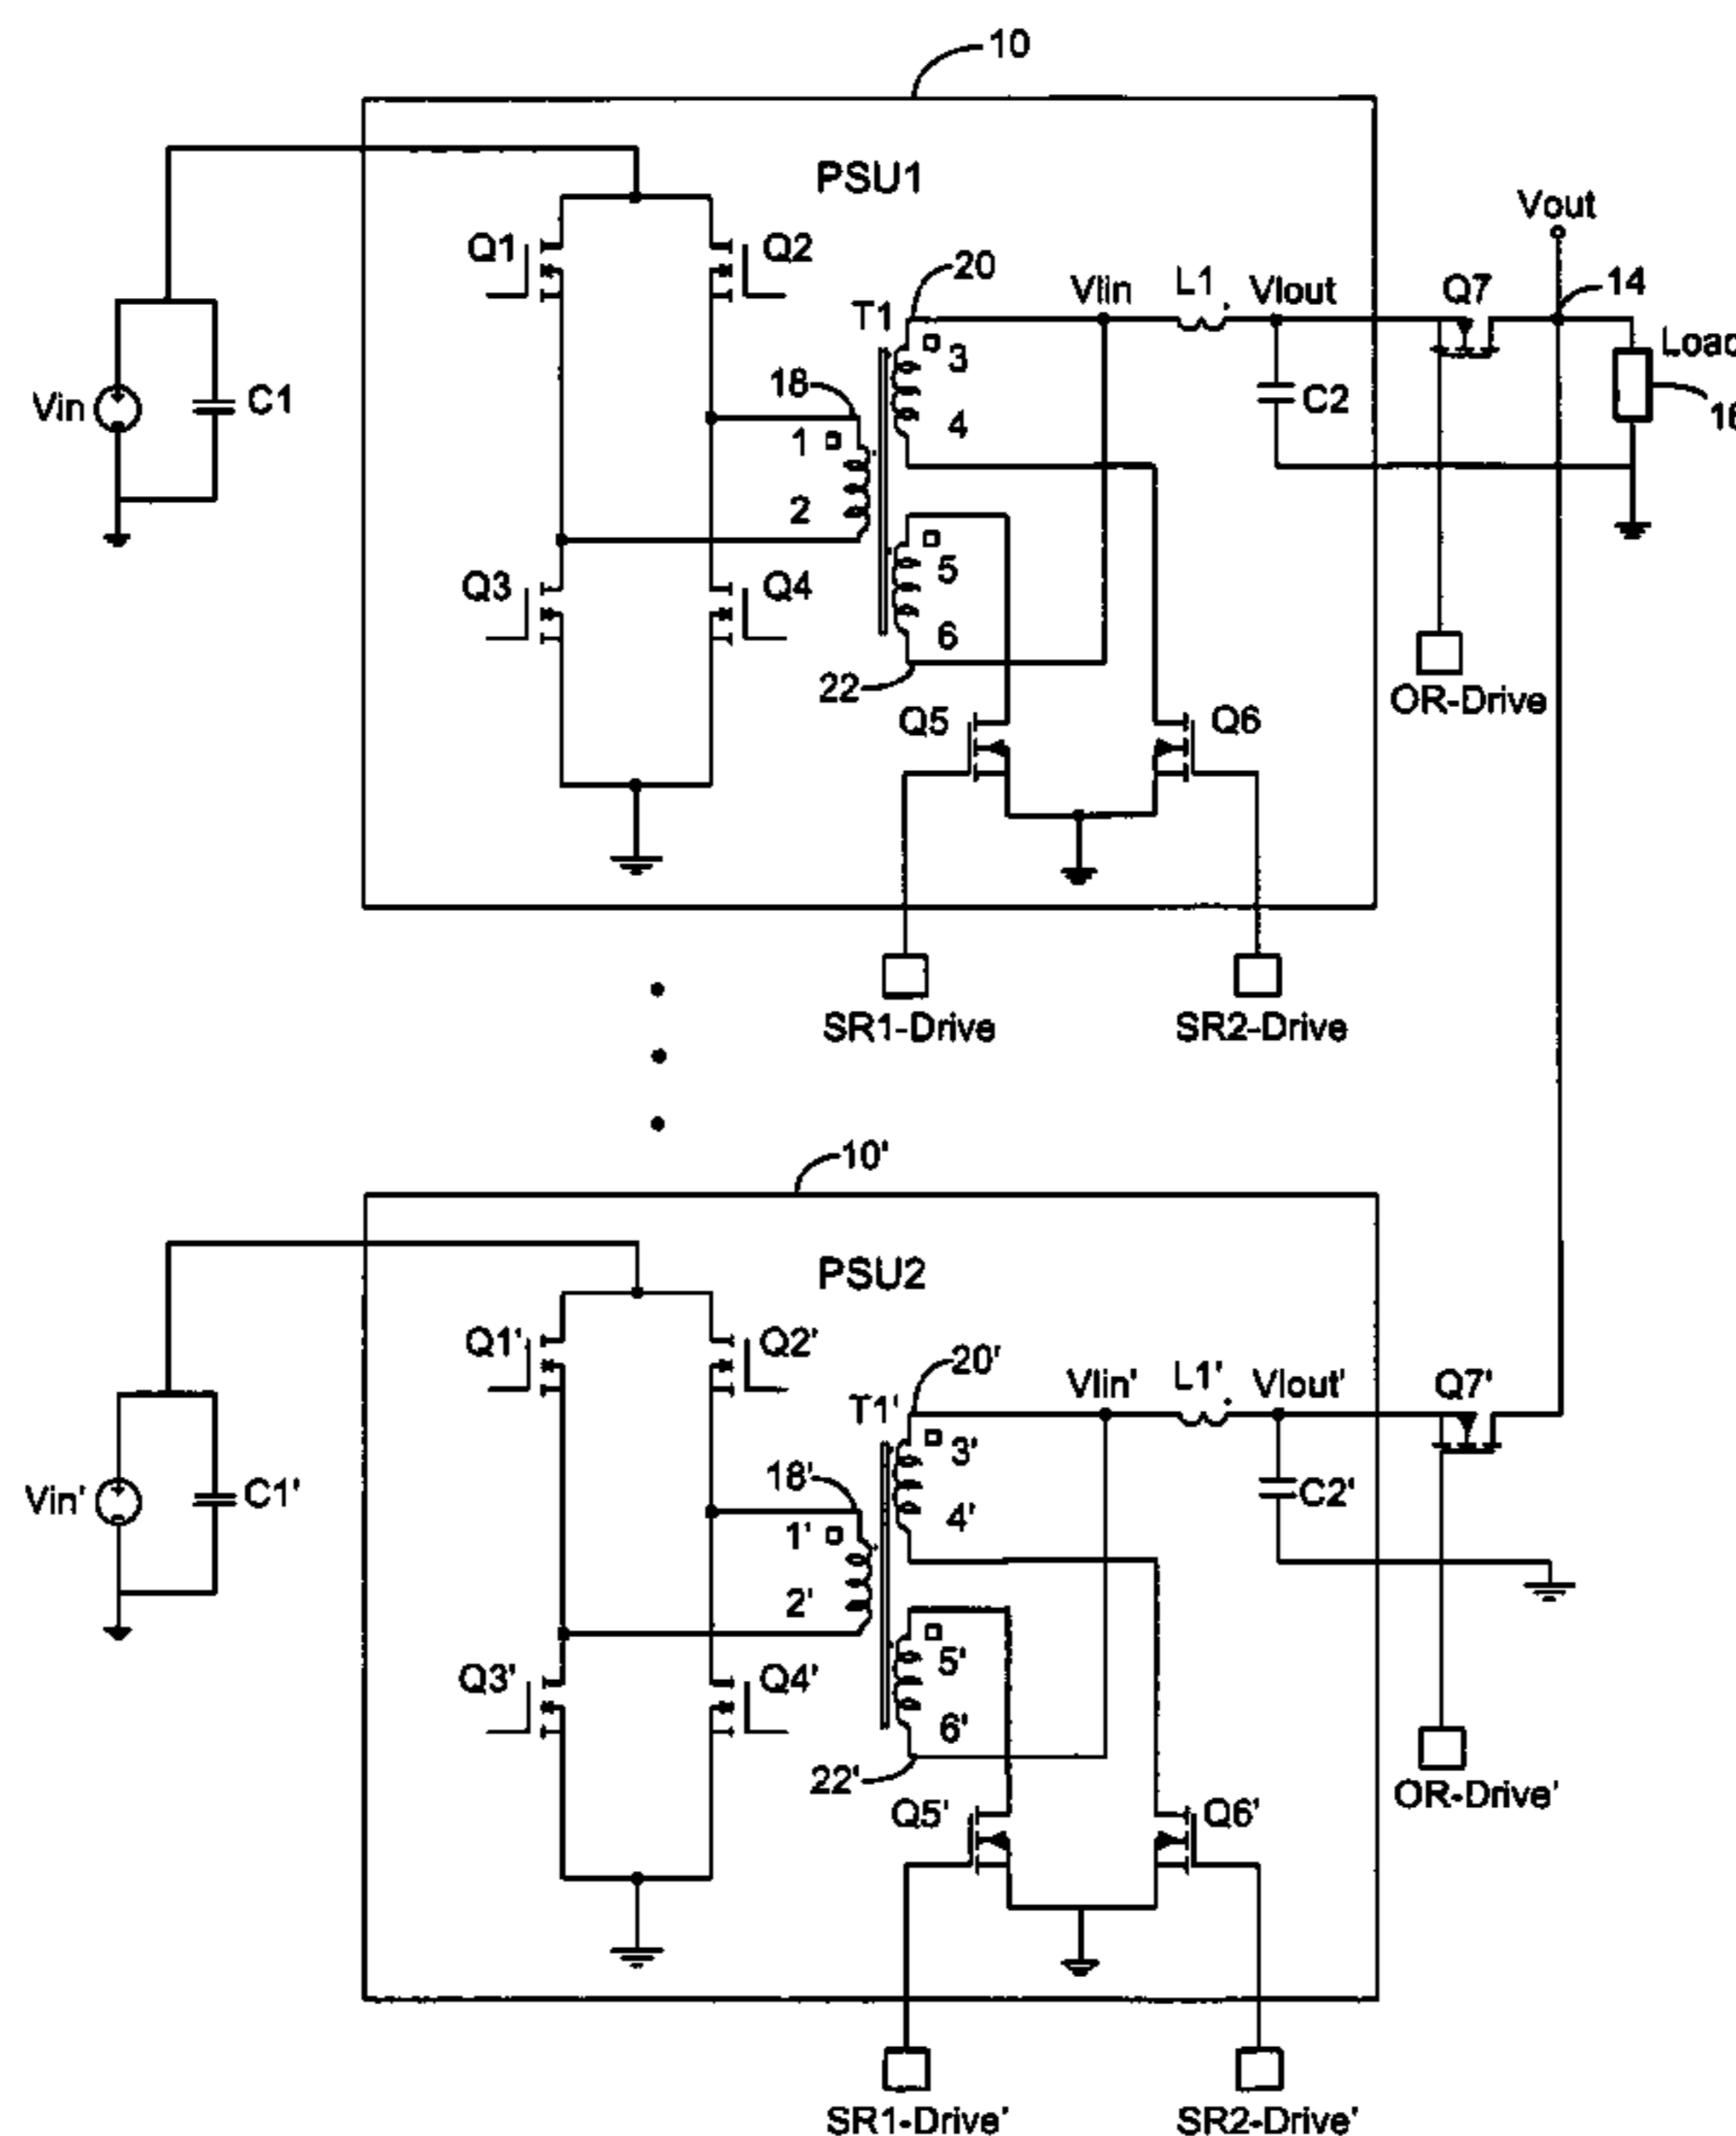 10
PSU1
Vout
Q1
Q2
20
Vlin
L1
Vlout
Q7
14
T1
3
Load
18
4
C2
Vin
C1
1
2
5
Q3
Q4
6
22
OR-Drive
Q5
Q6
SR1-Drive
SR2-Drive
10'
PSU2
Q1'
Q2'
20'
Vlin'
L1'
Vlout'
Q7'
T1'
3'
18'
4'
C2'
Vin'
C1'
1'
2'
5'
Q3'
Q4'
6'
22'
OR-Drive'
Q5'
Q6'
SR1-Drive'
SR2-Drive'